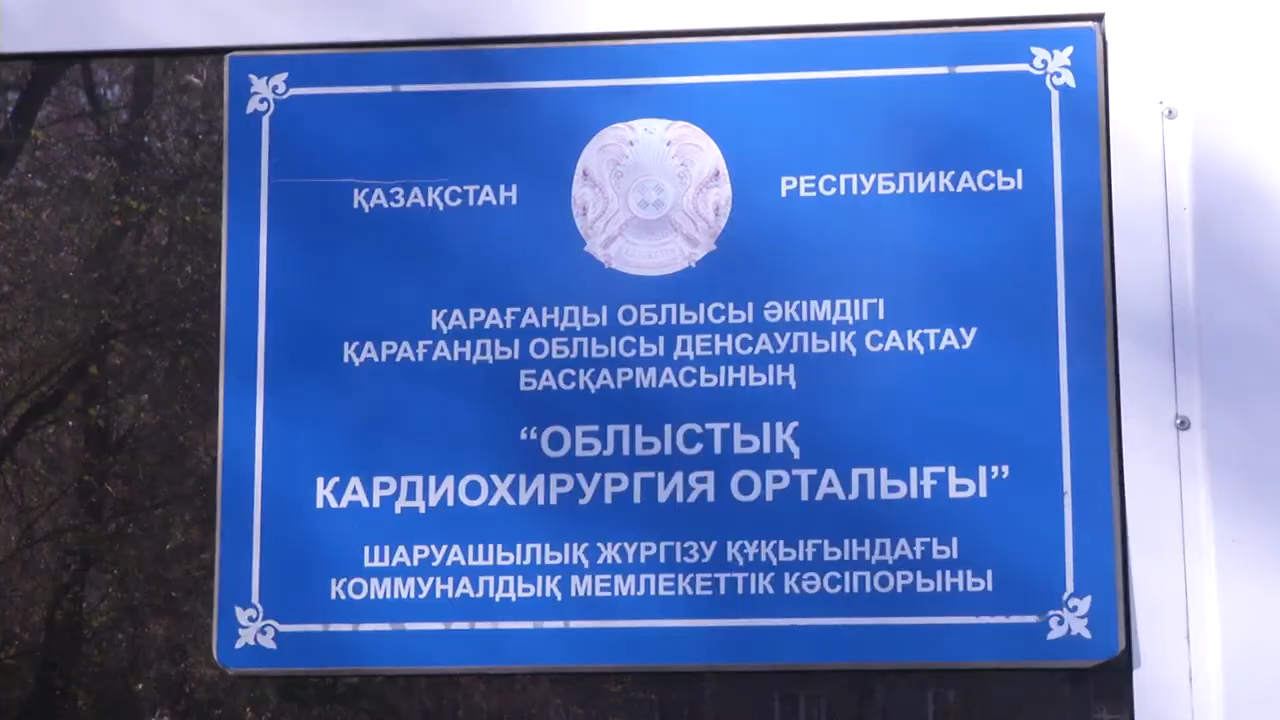 ҚАЗАҚСТАН РЕСПУБЛИКАСЫ
ҚАРАҒАНДЫ ОБЛЫСЫ ӘКІМДІГІ
ҚАРАҒАНДЫ ОБЛЫСЫ ДЕНСАУЛЫҚ САҚТАУ
БАСҚАРМАСЫНЫҢ
“ОБЛЫСТЫҚ
КАРДИОХИРУРГИЯ ОРТАЛЫҒЫ”
ШАРУАШЫЛЫҚ ЖҮРГІЗУ ҚҰҚЫҒЫНДАҒЫ
КОММУНАЛДЫҚ МЕМЛЕКЕТТІК КӘСІПОРЫНЫ